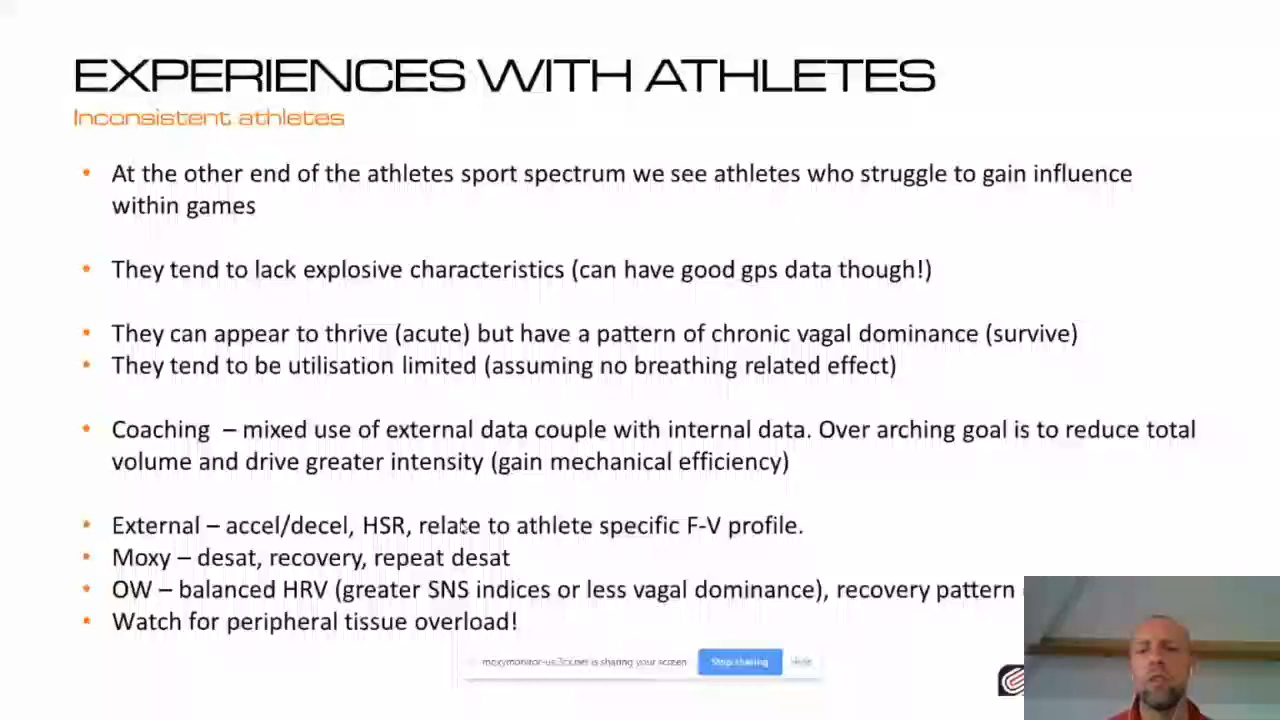 EXPERIENCES WITH ATHLETES
Inconsistent athletes
• At the other end of the athletes sport spectrum we see athletes who struggle to gain influence
within games
• They tend to lack explosive characteristics (can have good gps data though!)
• They can appear to thrive (acute) but have a pattern of chronic vagal dominance (survive)
• They tend to be utilisation limited (assuming no breathing related effect)
• Coaching – mixed use of external data couple with internal data. Over arching goal is to reduce total
volume and drive greater intensity (gain mechanical efficiency)
• External – accel/decel, HSR, relate to athlete specific F-V profile.
• Moxy – desat, recovery, repeat desat
• OW – balanced HRV (greater SNS indices or less vagal dominance), recovery pattern
• Watch for peripheral tissue overload!
is sharing your screen Stop sharing Hide